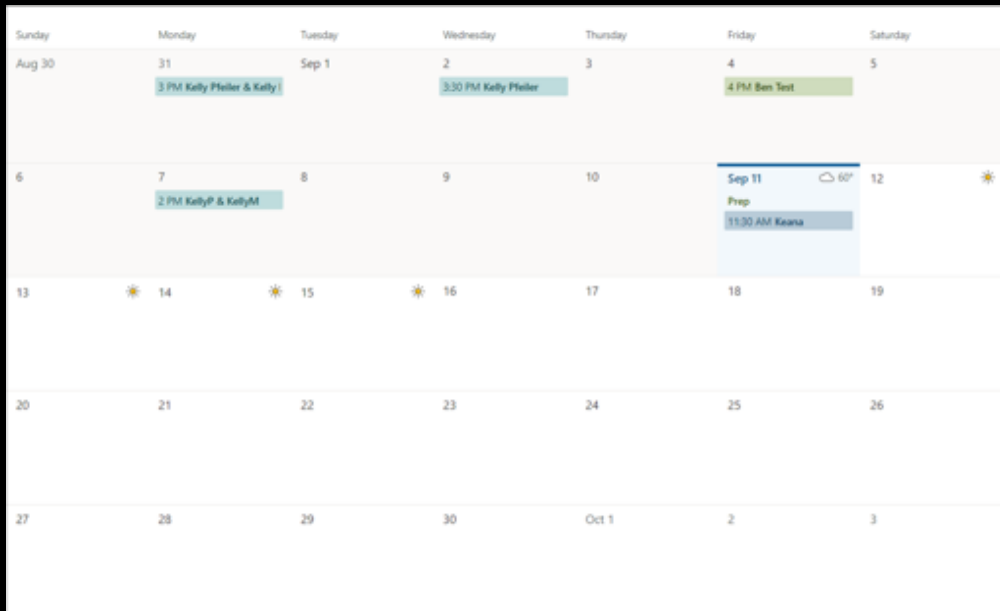 Sunday Monday Tuesday Wednesday Thursday Friday Saturday
Aug 30 31 Sep 1 2 3 4 5
3 PM Kelly Pfeiler & Kelly 3:30 PM Kelly Pfeiler 4 PM Ben Test
6 7 8 9 10 Sep 11 60° 12
Prep
2 PM KellyP & KellyM 11:30 AM Keana
13 14 15 16 17 18 19
20 21 22 23 24 25 26
27 28 29 30 Oct 1 2 3